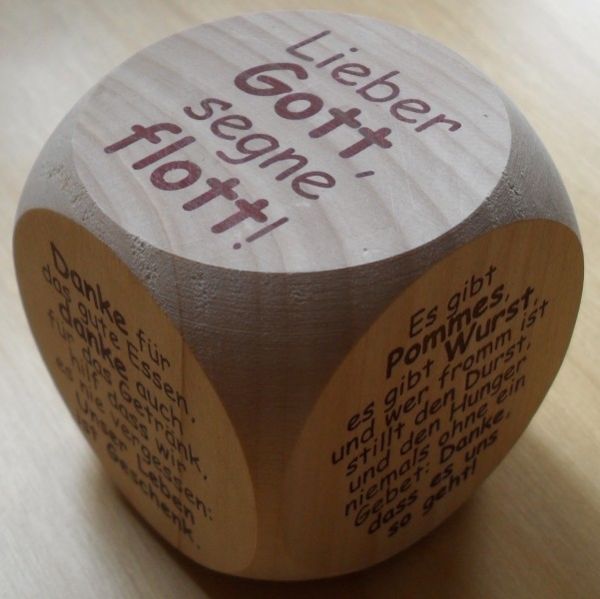 Lieber
Gott,
segne
flott!
Danke für
das gute Essen,
danke auch
für das Getränk,
hilf dass wir
es nie vergessen:
Unser Leben
ist Geschenk.
Es gibt
Pommes,
es gibt Wurst,
und wer fromm ist
stillt den Durst,
und den Hunger
niemals ohne ein
Gebet: Danke,
dass es uns
so geht!